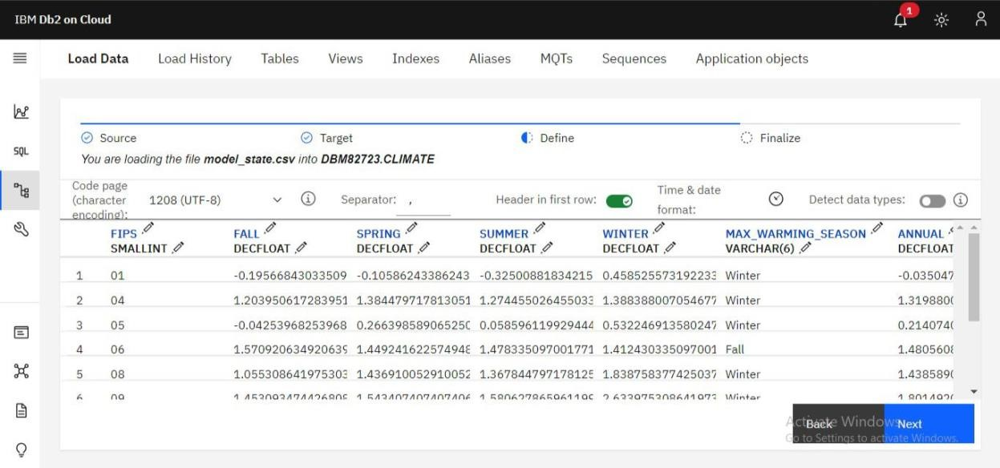 IBM Db2 on Cloud
1
Load Data Load History Tables Views Indexes Aliases MQTs Sequences Application objects
Source Target Define Finalize
You are loading the file model_state.csv into DBM82723.CLIMATE
SQL
Code page
(character
encoding):
1208 (UTF-8)
Separator: ,
Header in first row:
Time & date
format:
Detect data types:
FIPS FALL SPRING SUMMER WINTER MAX_WARMING_SEASON ANNUAL
SMALLINT DECFLOAT DECFLOAT DECFLOAT DECFLOAT VARCHAR(6) DECFLOAT
1 01 -0.19566843033509 -0.10586243386243 -0.32500881834215 0.458525573192233 Winter -0.035047
2 04 1.203950617283951 1.384479717813051 1.274455026455033 1.388388007054677 Winter 1.3198800
3 05 -0.04253968253968 0.266398589065250 0.058596119929444 0.532246913580247 Winter 0.2140740
4 06 1.570920634920639 1.449241622574948 1.478335097001771 1.412430335097001 Fall 1.4805608
5 08 1.055308641975303 1.436910052910052 1.367844797178125 1.838758377425037 Winter 1.4385890
6 09 1.453093474426808 1.543407407407406 1.580627865961199 2.633975308641973 Winter 1.8014920
Back Next
Activate Windows
Go to Settings to activate Windows.